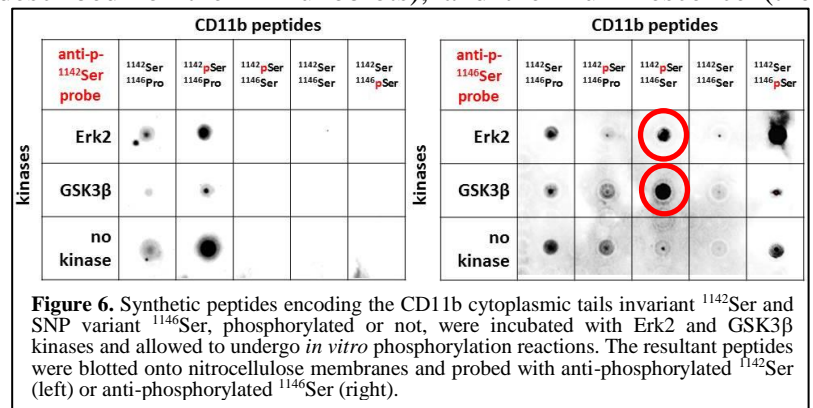 CD11b peptides
anti-p-
¹¹⁴²Ser
probe
¹¹⁴²Ser
¹¹⁴⁶Pro
¹¹⁴²pSer
¹¹⁴⁶Pro
¹¹⁴²pSer
¹¹⁴⁶Ser
¹¹⁴²Ser
¹¹⁴⁶Ser
¹¹⁴²Ser
¹¹⁴⁶pSer
kinases
Erk2
GSK3β
no
kinase
CD11b peptides
anti-p-
¹¹⁴⁶Ser
probe
¹¹⁴²Ser
¹¹⁴⁶Pro
¹¹⁴²pSer
¹¹⁴⁶Pro
¹¹⁴²pSer
¹¹⁴⁶Ser
¹¹⁴²Ser
¹¹⁴⁶Ser
¹¹⁴²Ser
¹¹⁴⁶pSer
kinases
Erk2
GSK3β
no
kinase
Figure 6. Synthetic peptides encoding the CD11b cytoplasmic tails invariant ¹¹⁴²Ser and
SNP variant ¹¹⁴⁶Ser, phosphorylated or not, were incubated with Erk2 and GSK3β
kinases and allowed to undergo in vitro phosphorylation reactions. The resultant peptides
were blotted onto nitrocellulose membranes and probed with anti-phosphorylated ¹¹⁴²Ser
(left) or anti-phosphorylated ¹¹⁴⁶Ser (right).